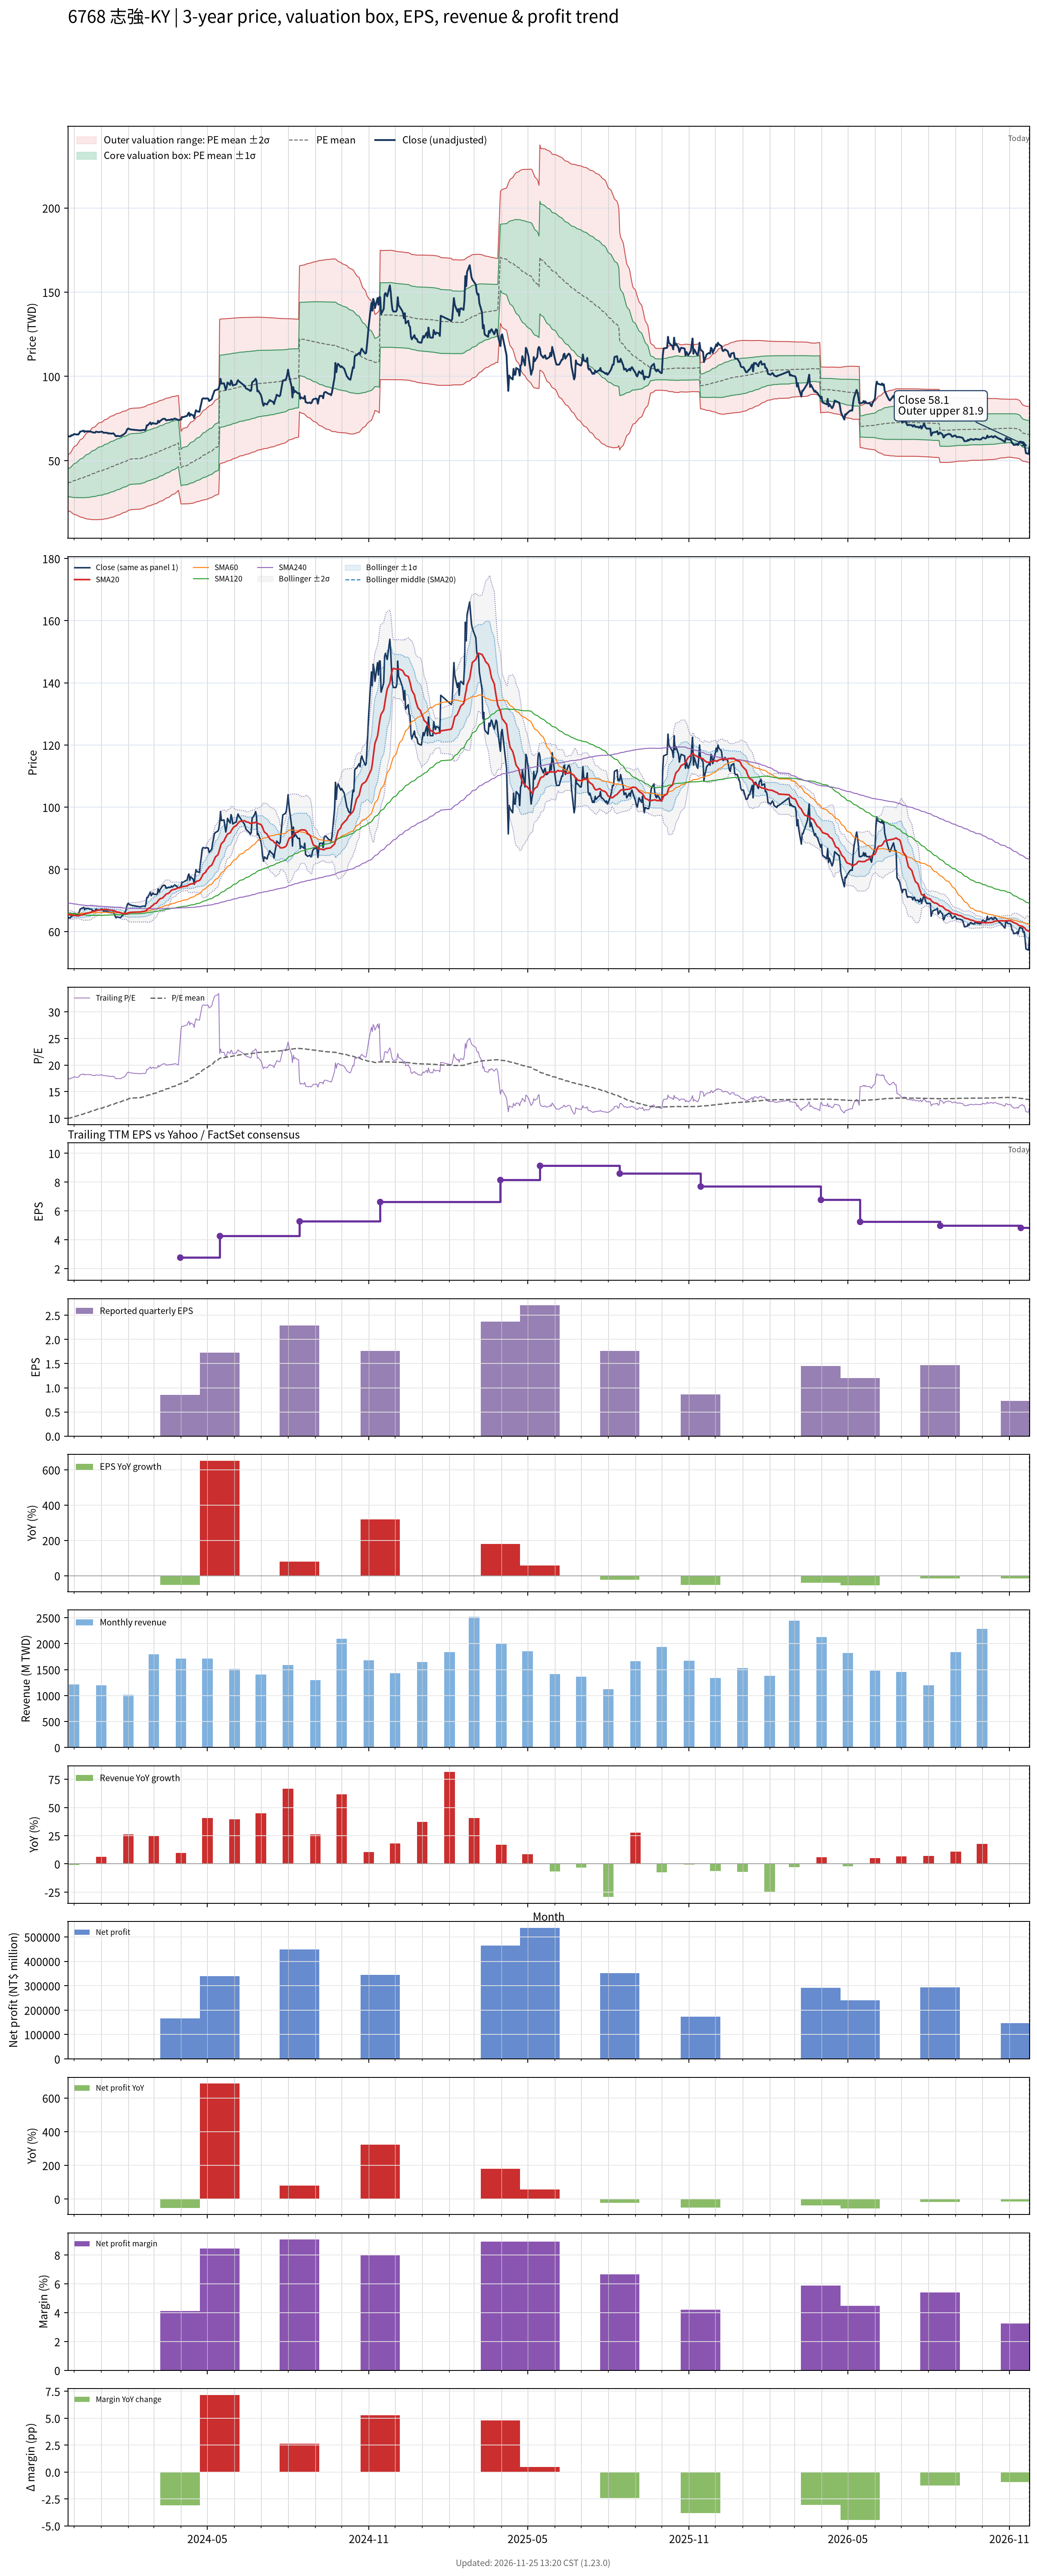 6768 志強-KY | 3-year price, valuation box, EPS, revenue & profit trend
Outer valuation range: PE mean ±2σ
Core valuation box: PE mean ±1σ
PE mean
Close (unadjusted)
Today
Price (TWD)
200
150
100
50
Close 58.1
Outer upper 81.9
Close (same as panel 1)
SMA20
SMA60
SMA120
SMA240
Bollinger ±2σ
Bollinger ±1σ
Bollinger middle (SMA20)
Price
180
160
140
120
100
80
60
Trailing P/E
P/E mean
P/E
30
25
20
15
10
Trailing TTM EPS vs Yahoo / FactSet consensus
Today
EPS
10
8
6
4
2
Reported quarterly EPS
EPS
2.5
2.0
1.5
1.0
0.5
0.0
EPS YoY growth
YoY (%)
600
400
200
0
Monthly revenue
Revenue (M TWD)
2500
2000
1500
1000
500
0
Revenue YoY growth
YoY (%)
75
50
25
0
-25
Month
Net profit
Net profit (NT$ million)
500000
400000
300000
200000
100000
0
Net profit YoY
YoY (%)
600
400
200
0
Net profit margin
Margin (%)
8
6
4
2
0
Margin YoY change
Δ margin (pp)
7.5
5.0
2.5
0.0
-2.5
-5.0
2024-05
2024-11
2025-05
2025-11
2026-05
2026-11
Updated: 2026-11-25 13:20 CST (1.23.0)